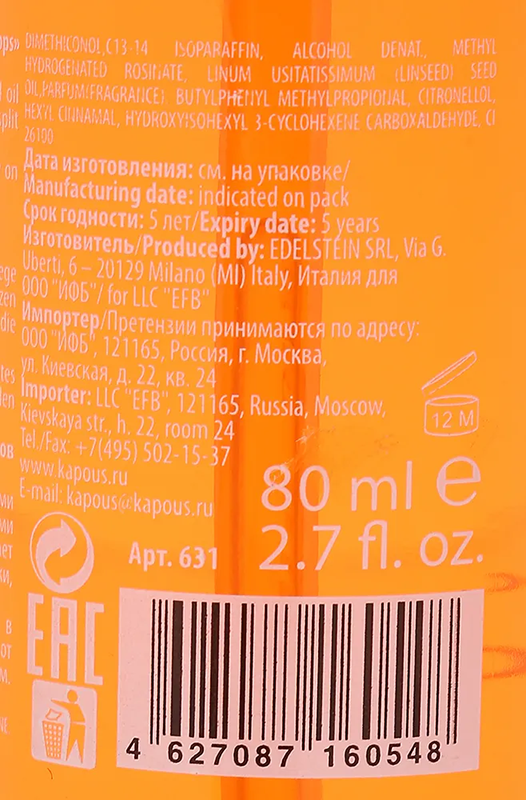 DIMETHICONOL,C13-14 ISOPARAFFIN, ALCOHOL DENAT., METHYL
HYDROGENATED ROSINATE, LINUM USITATISSIMUM (LINSEED) SEED
OIL,PARFUM(FRAGRANCE), BUTYLPHENYL METHYLPROPIONAL, CITRONELLOL,
HEXYL CINNAMAL, HYDROXYISOHEXYL 3-CYCLOHEXENE CARBOXALDEHYDE, CI
26100
Дата изготовления: см. на упаковке/
Manufacturing date: indicated on pack
Срок годности: 5 лет/Expiry date: 5 years
Изготовитель/Produced by: EDELSTEIN SRL, Via G.
Uberti, 6 – 20129 Milano (MI) Italy, Италия для
ООО "ИФБ"/ for LLC "EFB"
Импортер/Претензии принимаются по адресу:
ООО "ИФБ", 121165, Россия, г. Москва,
ул. Киевская, д. 22, кв. 24
Importer: LLC "EFB", 121165, Russia, Moscow,
Kievskaya str., h. 22, room 24
Tel./Fax: +7(495) 502-15-37
www.kapous.ru
E-mail: kapous@kapous.ru
12 M
80 ml e
2.7 fl. oz.
Арт. 631
EAC
4 627087 160548